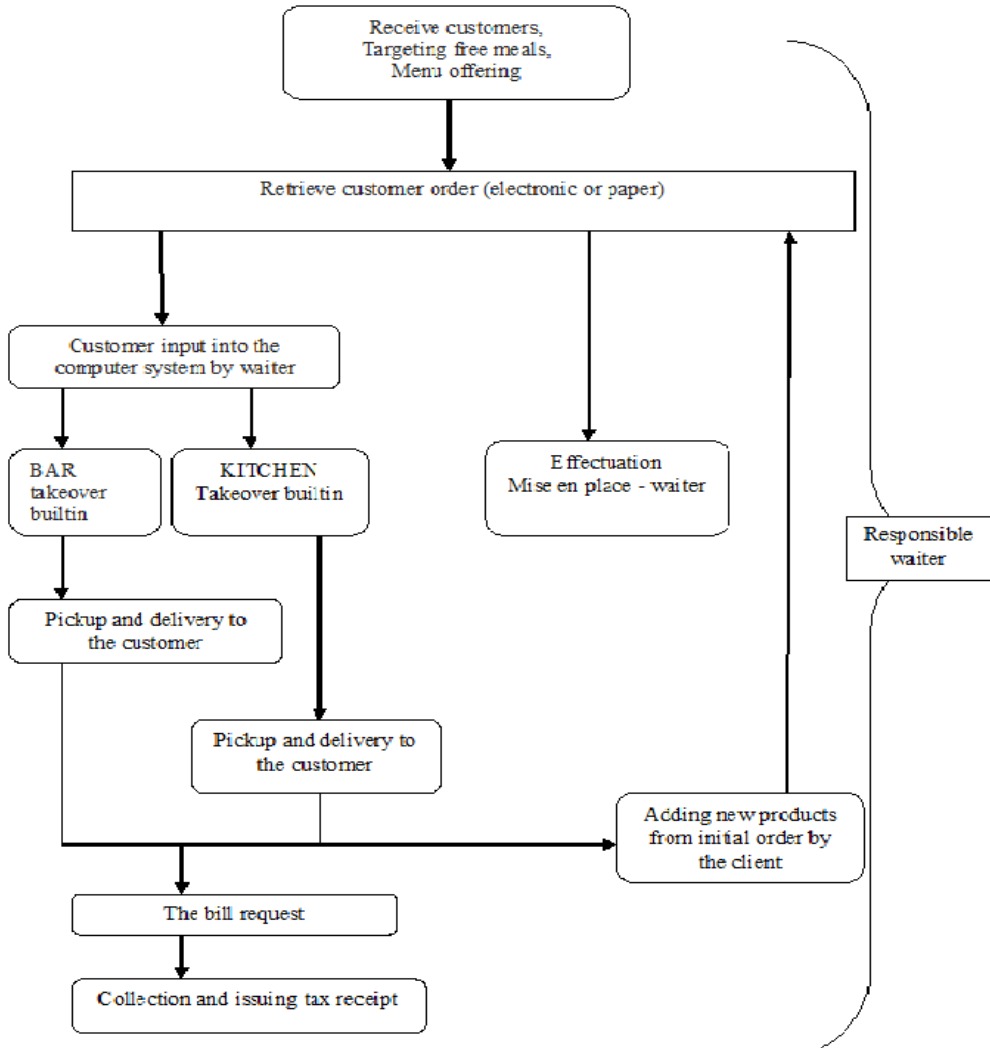 Receive customers,
Targeting free meals,
Menu offering
Retrieve customer order (electronic or paper)
Customer input into the
computer system by waiter
BAR
takeover
builtin
KITCHEN
Takeover builtin
Effectuation
Mise en place - waiter
Responsible
waiter
Pickup and delivery to
the customer
Pickup and delivery to
the customer
Adding new products
from initial order by
the client
The bill request
Collection and issuing tax receipt